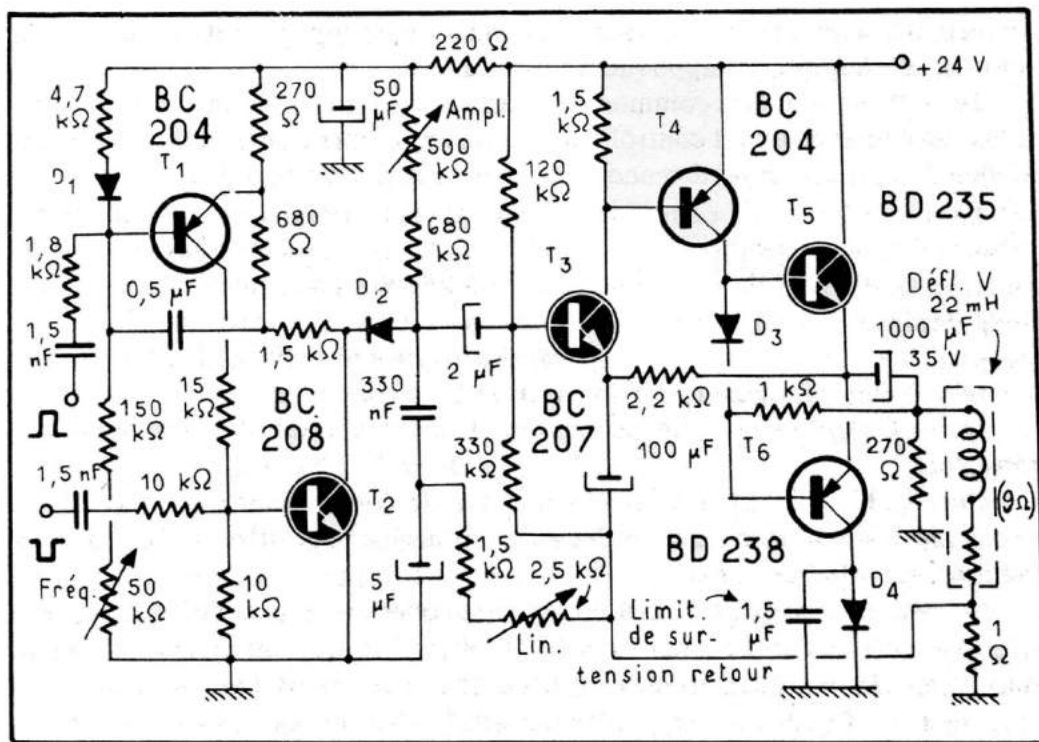 220 Ω
+ 24 V
4,7
kΩ
BC
204
T1
270
Ω
50
µF
Ampl.
500
kΩ
1,5
kΩ
T4
BC
204
D1
120
kΩ
T5
BD 235
1,8
kΩ
680
Ω
680
kΩ
T3
0,5 µF
D2
Défl. V
22 mH
1000
µF
35 V
1,5
nF
1,5 kΩ
2 µF
D3
1 kΩ
2,2 kΩ
150
kΩ
15
kΩ
BC
208
330
nF
BC
207
100 µF
T6
270
Ω
(9Ω)
330
kΩ
1,5 nF
10 kΩ
T2
BD 238
1,5
kΩ
2,5 kΩ
D4
Fréq.
50
kΩ
10
kΩ
5
µF
Lin.
Limit.
de sur-
tension retour
1,5
µF
1
Ω